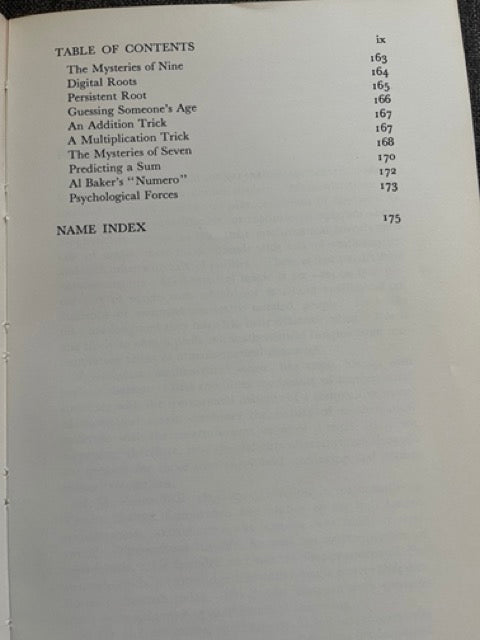 TABLE OF CONTENTS ix
The Mysteries of Nine 163
Digital Roots 164
Persistent Root 165
Guessing Someone's Age 166
An Addition Trick 167
A Multiplication Trick 167
The Mysteries of Seven 168
Predicting a Sum 170
Al Baker's "Numero" 172
Psychological Forces 173
NAME INDEX 175